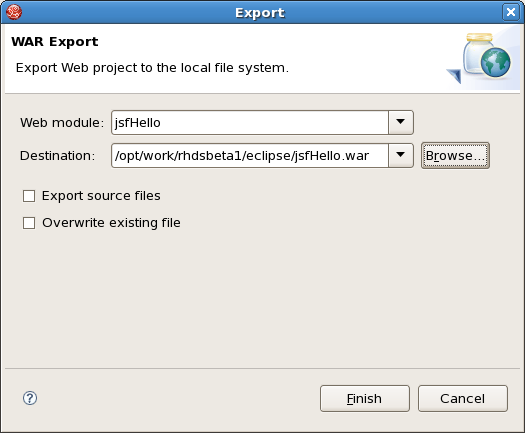 Export
WAR Export
Export Web project to the local file system.
Web module: jsfHello
Destination: /opt/work/rhdsbeta1/eclipse/jsfHello.war Browse...
Export source files
Overwrite existing file
? Finish Cancel